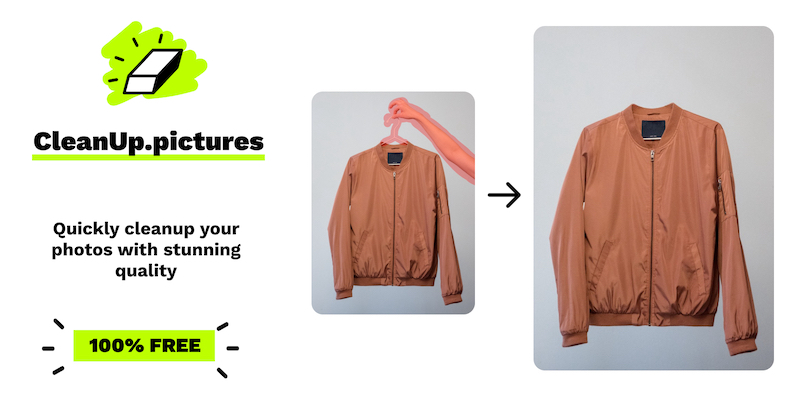 CleanUp.pictures
Quickly cleanup your
photos with stunning
quality
100% FREE